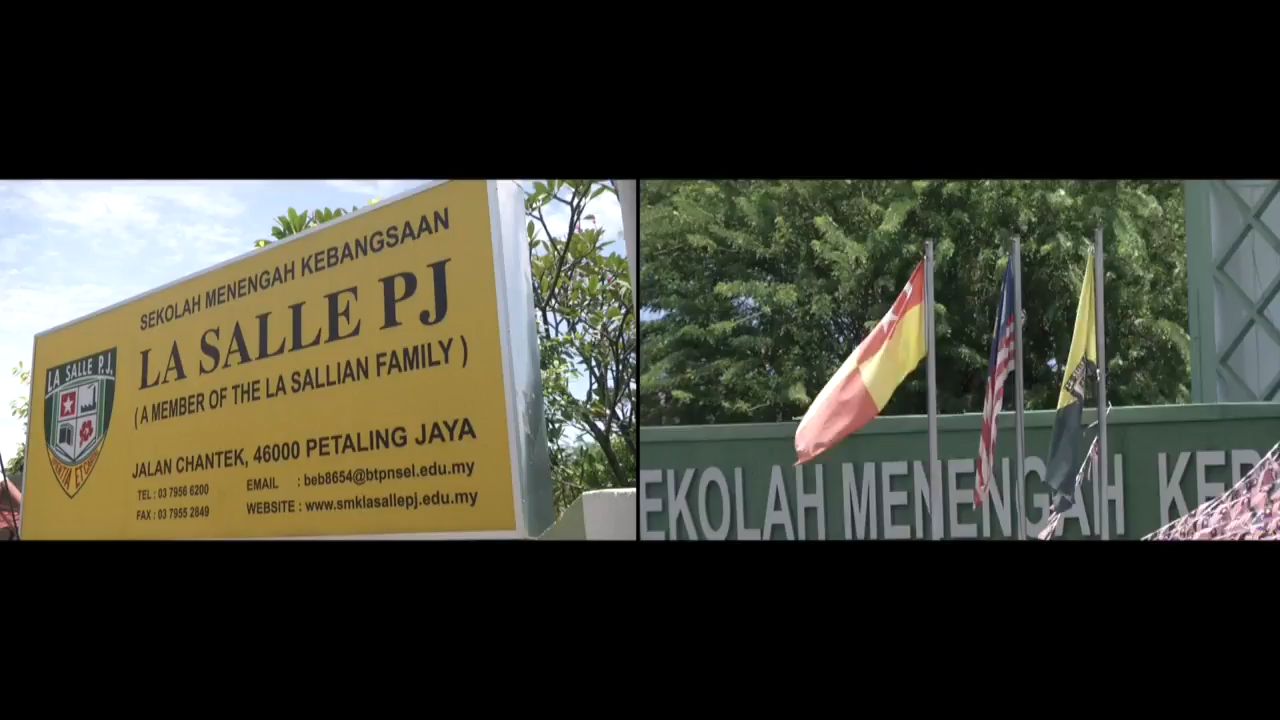 SEKOLAH MENENGAH KEBANGSAAN
LA SALLE PJ
( A MEMBER OF THE LA SALLIAN FAMILY )
LA SALLE P.J.
JALAN CHANTEK, 46000 PETALING JAYA
TEL : 03 7956 6200
EMAIL : beb8654@btpnsel.edu.my
FAX : 03 7955 2849
WEBSITE : www.smklasallepj.edu.my
EKOLAH MENENGAH KEB